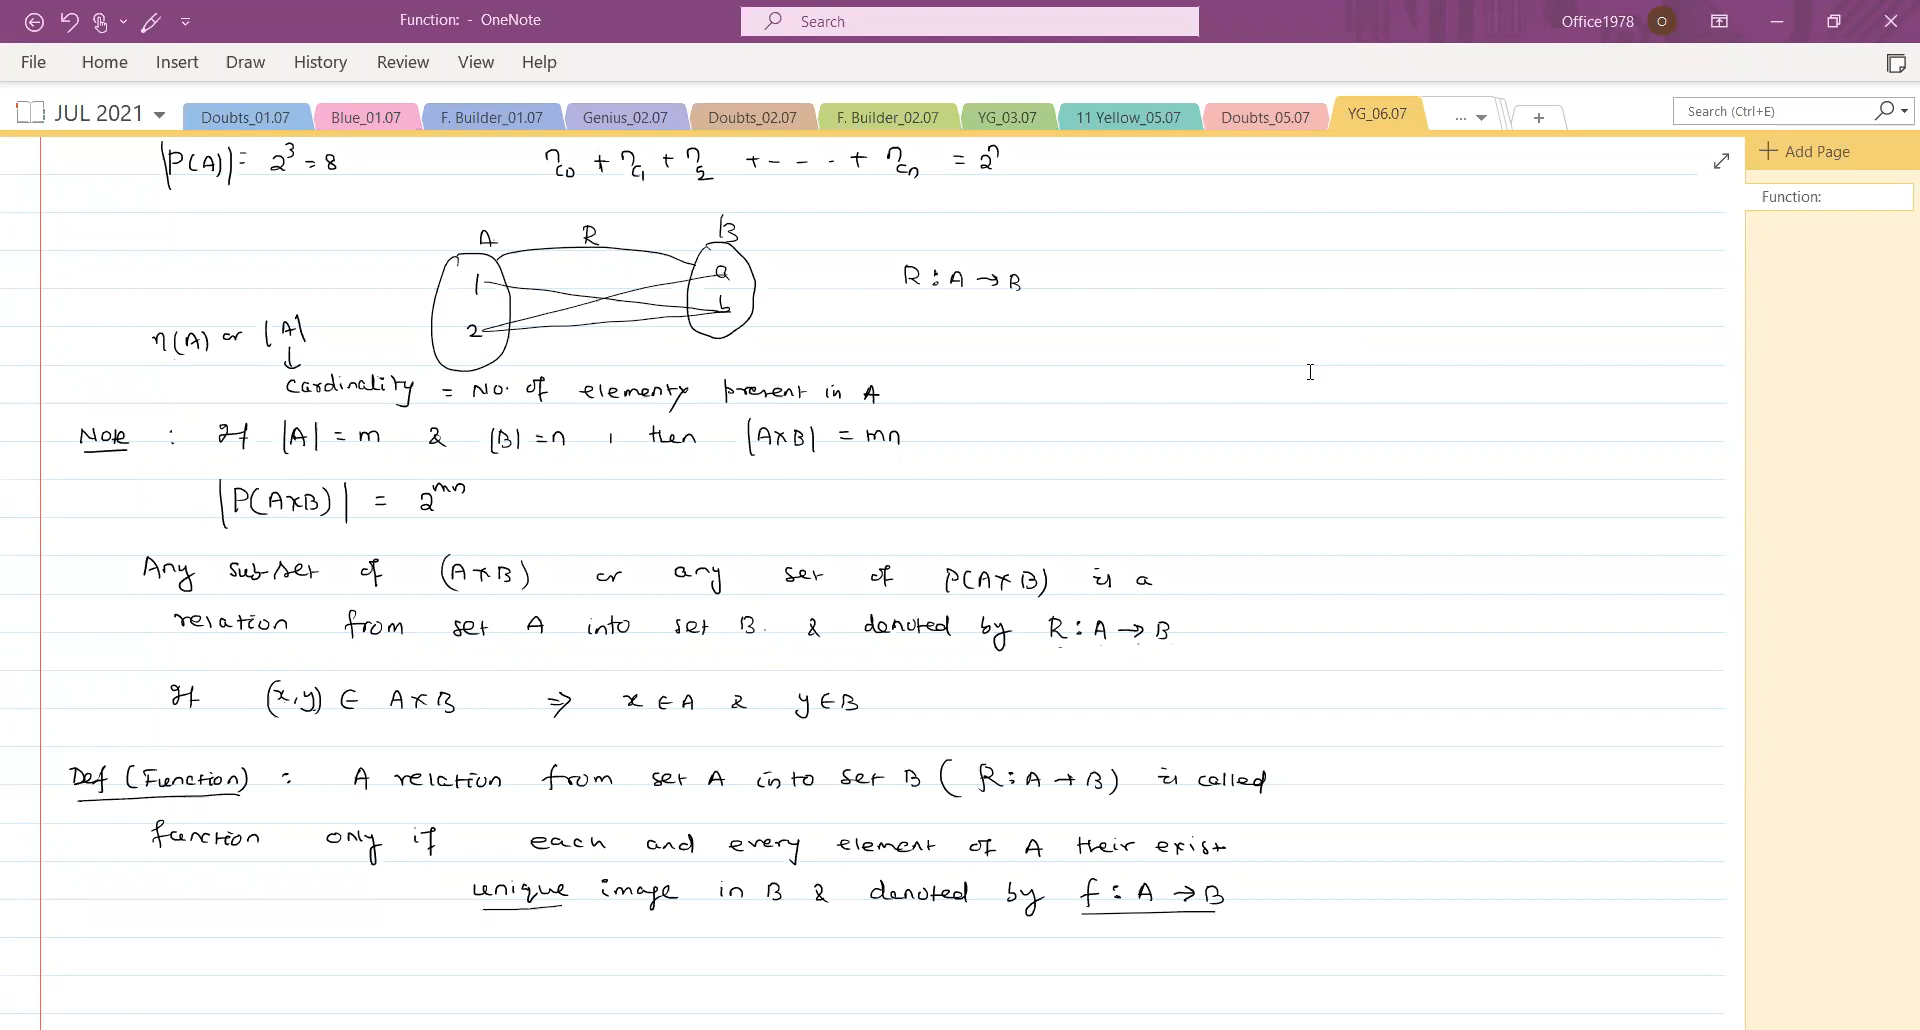 Function: - OneNote
Search
Office1978
O
File Home Insert Draw History Review View Help
JUL 2021
Doubts_01.07 Blue_01.07 F. Builder_01.07 Genius_02.07 Doubts_02.07 F. Builder_02.07 YG_03.07 11 Yellow_05.07 Doubts_05.07 YG_06.07 ... +
Search (Ctrl+E)
+ Add Page
Function:
|P(A)| = 2³ = 8
ⁿC₀ + ⁿC₁ + ⁿC₂ + - - - . + ⁿCₙ = 2ⁿ
A R B
1 a
2 b
R : A → B
n(A) or |A|
↓
Cardinality = No. of elements present in A
Note : If |A| = m & |B| = n , then |A×B| = mn
|P(A×B)| = 2^mn
Any subset of (A×B) or any set of P(A×B) is a
relation from set A into set B. & denoted by R : A → B
If (x,y) ∈ A×B ⇒ x ∈ A & y ∈ B
Def (Function) : A relation from set A into set B ( R : A → B) is called
function only if each and every element of A their exist
unique image in B & denoted by f : A → B